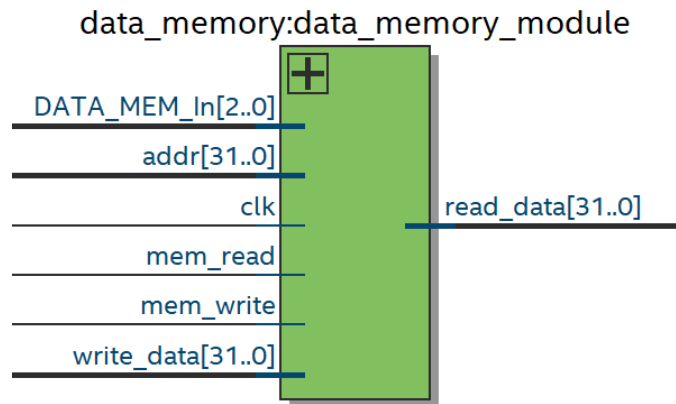 data_memory:data_memory_module
DATA_MEM_In[2..0]
addr[31..0]
clk
read_data[31..0]
mem_read
mem_write
write_data[31..0]